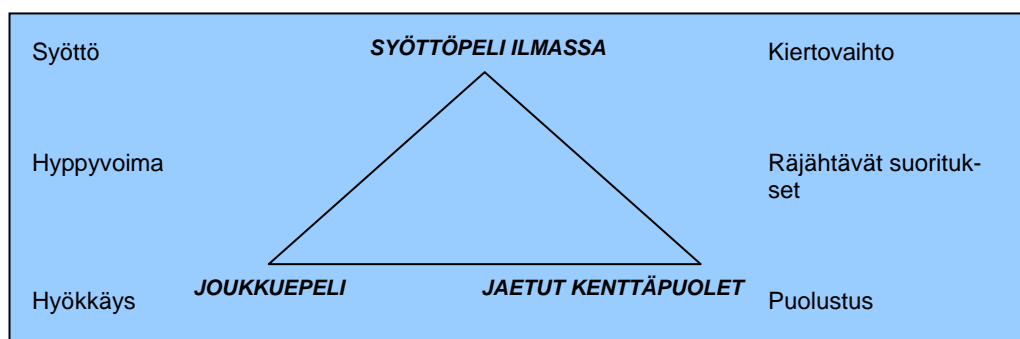 Syöttö
SYÖTTÖPELI ILMASSA
Kiertovaihto
Hyppyvoima
Räjähtävät suorituk-
set
Hyökkäys
JOUKKUEPELI
JAETUT KENTTÄPUOLET
Puolustus